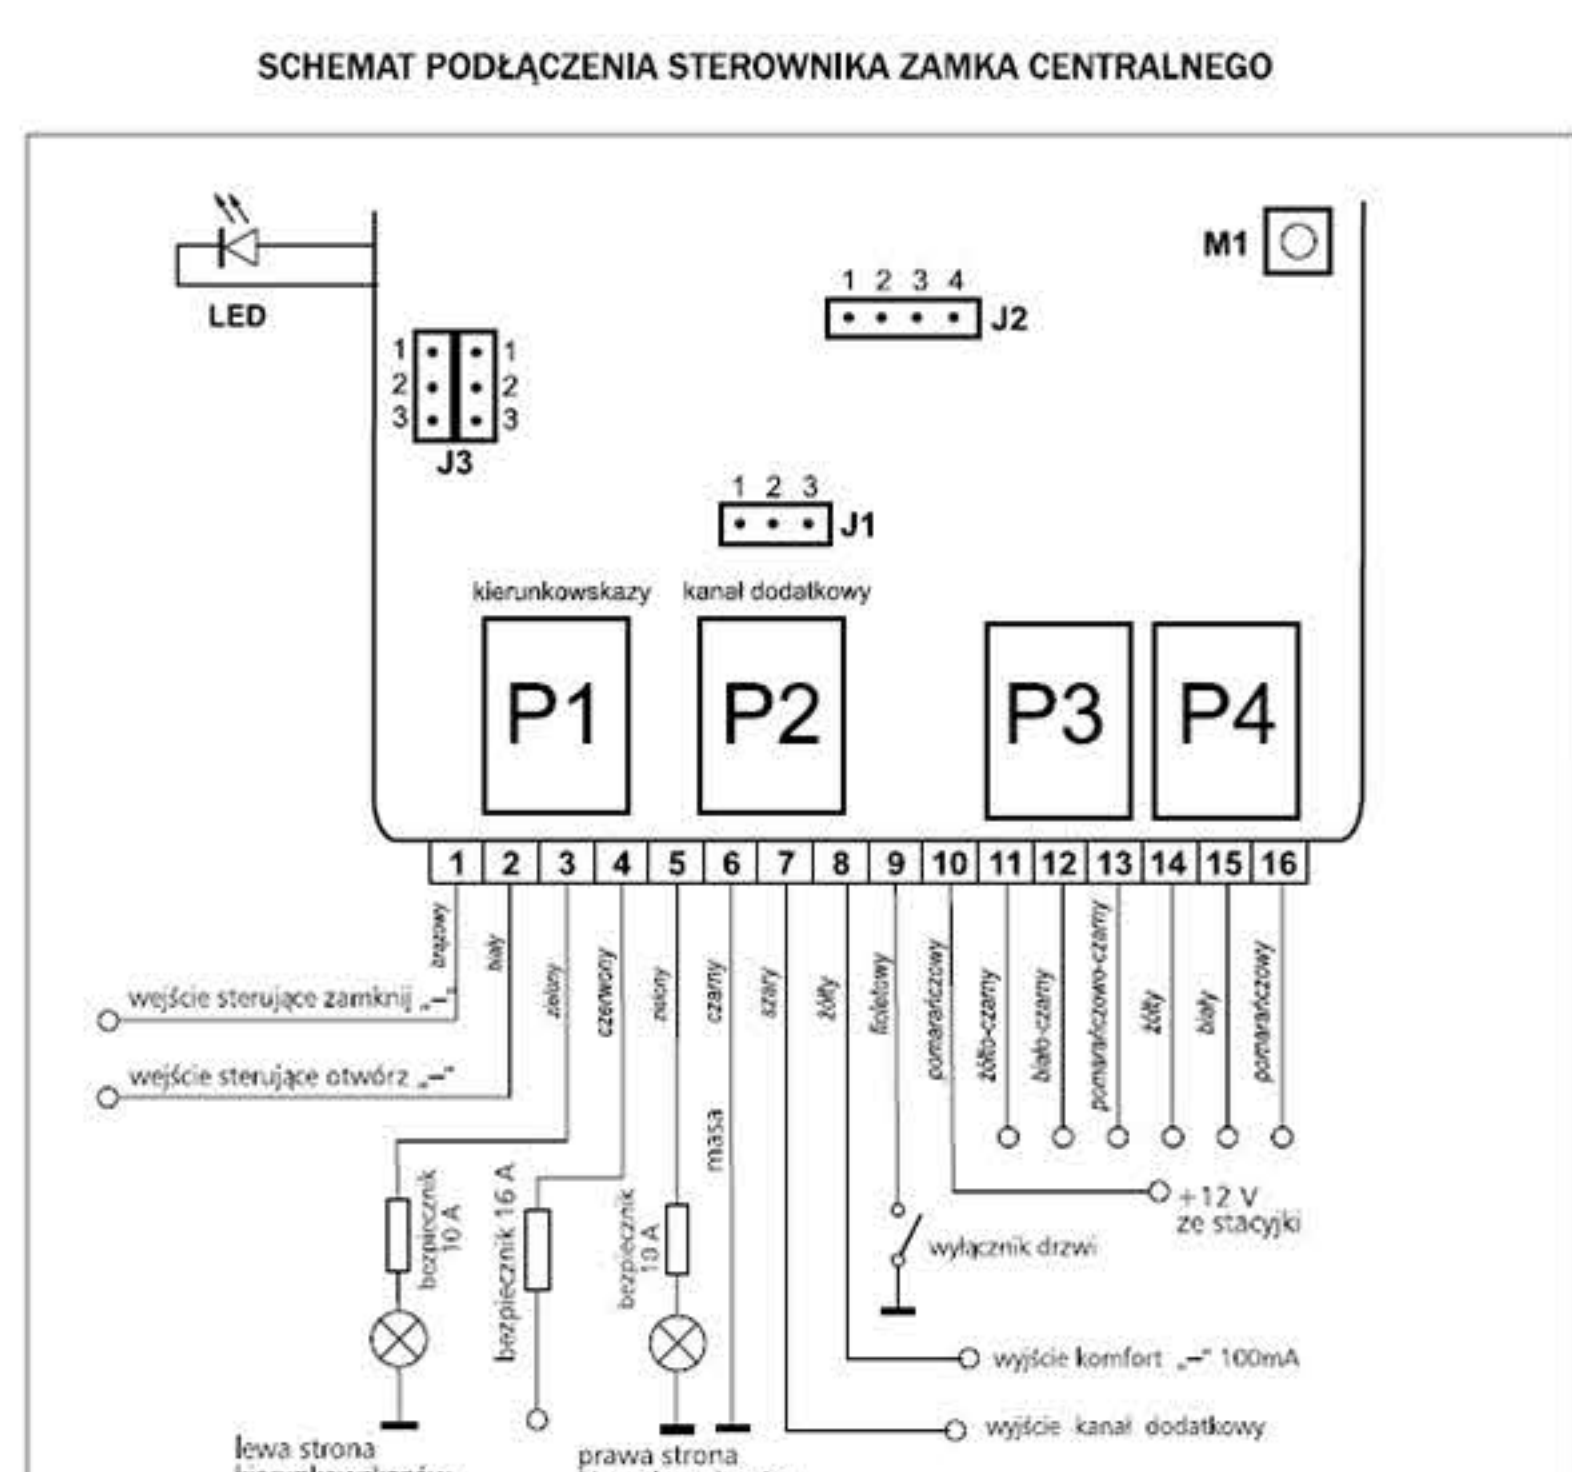 SCHEMAT PODŁĄCZENIA STEROWNIKA ZAMKA CENTRALNEGO
LED
M1
1 2 3 4
J2
1 1
2 2
3 3
J3
1 2 3
J1
kierunkowskazy
kanał dodatkowy
P1
P2
P3
P4
1 2 3 4 5 6 7 8 9 10 11 12 13 14 15 16
brązowy
biały
zielony
czerwony
zielony
czarny
szary
żółty
fioletowy
pomarańczowy
żółto-czarny
biało-czarny
pomarańczowo-czarny
żółty
biały
pomarańczowy
wejście sterujące zamknij „–”
wejście sterujące otwórz „–”
bezpiecznik
10 A
bezpiecznik 16 A
bezpiecznik
10 A
masa
+12 V
ze stacyjki
wyłącznik drzwi
wyjście komfort „–” 100mA
wyjście kanał dodatkowy
lewa strona
prawa strona